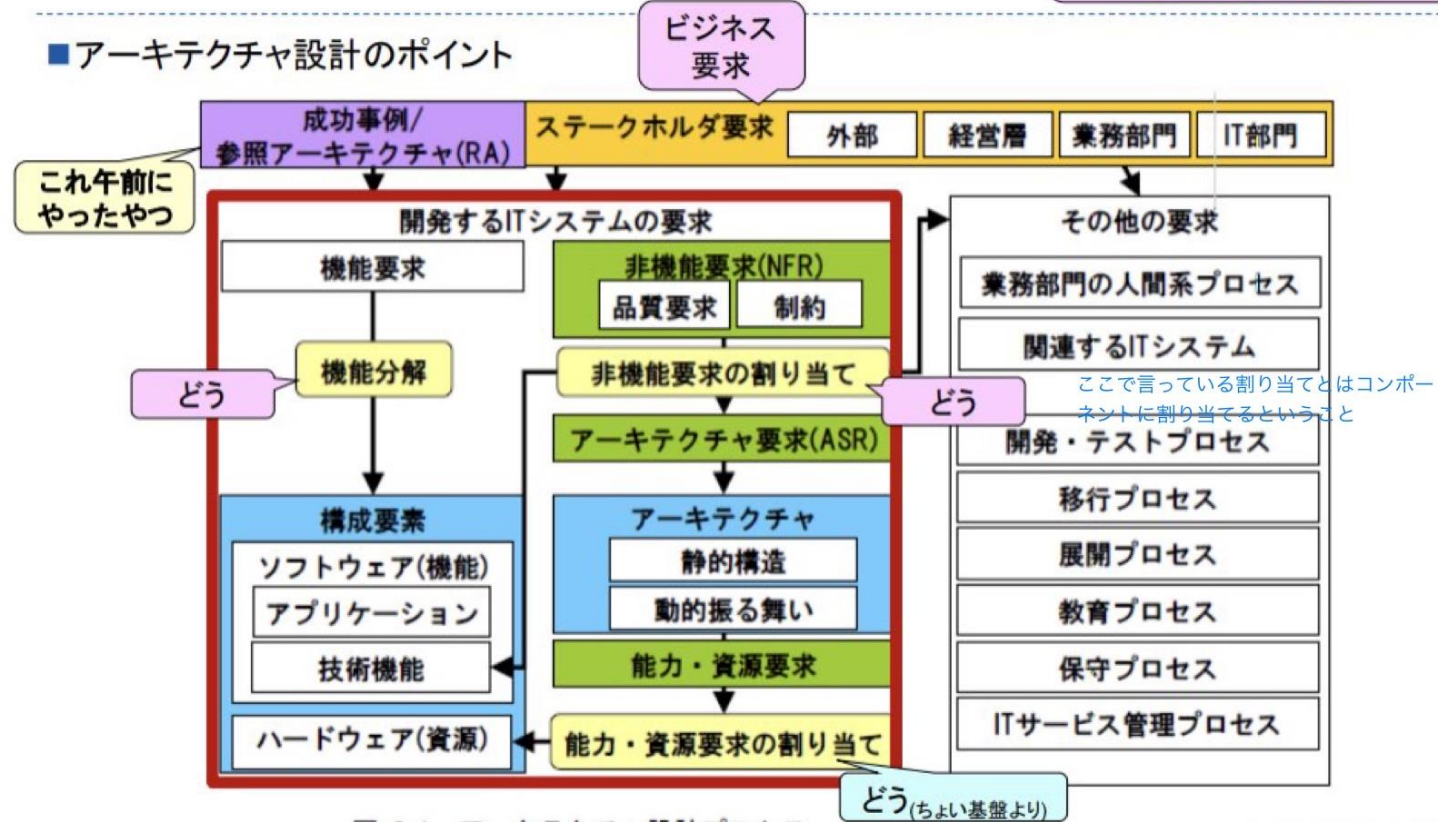 ビジネス
要求
■アーキテクチャ設計のポイント
成功事例/
参照アーキテクチャ(RA)
ステークホルダ要求
外部
経営層
業務部門
IT部門
これ午前に
やったやつ
開発するITシステムの要求
機能要求
非機能要求(NFR)
品質要求
制約
機能分解
どう
非機能要求の割り当て
どう
アーキテクチャ要求(ASR)
構成要素
ソフトウェア(機能)
アプリケーション
技術機能
ハードウェア(資源)
アーキテクチャ
静的構造
動的振る舞い
能力・資源要求
能力・資源要求の割り当て
どう(ちょい基盤より)
その他の要求
業務部門の人間系プロセス
関連するITシステム
ここで言っている割り当てとはコンポー
ネントに割り当てるということ
開発・テストプロセス
移行プロセス
展開プロセス
教育プロセス
保守プロセス
ITサービス管理プロセス